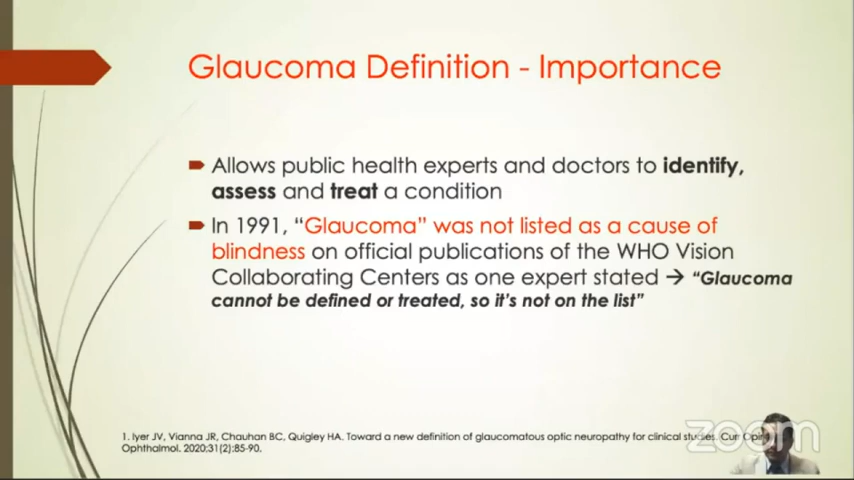 Glaucoma Definition - Importance
Allows public health experts and doctors to identify,
assess and treat a condition
In 1991, “Glaucoma” was not listed as a cause of
blindness on official publications of the WHO Vision
Collaborating Centers as one expert stated → “Glaucoma
cannot be defined or treated, so it’s not on the list”
1. Iyer JV, Vianna JR, Chauhan BC, Quigley HA. Toward a new definition of glaucomatous optic neuropathy for clinical studies. Curr Opin
Ophthalmol. 2020;31(2):85-90.
zoom